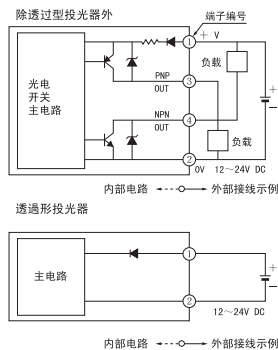 除透过型投光器外
端子编号
① + V
负载
光电
开关
主电路
PNP
OUT
③
+
NPN
OUT
④
负载
②
0V 12～24V DC
内部电路 外部接线示例
透過形投光器
①
主电路
+
②
12～24V DC
内部电路 外部接线示例